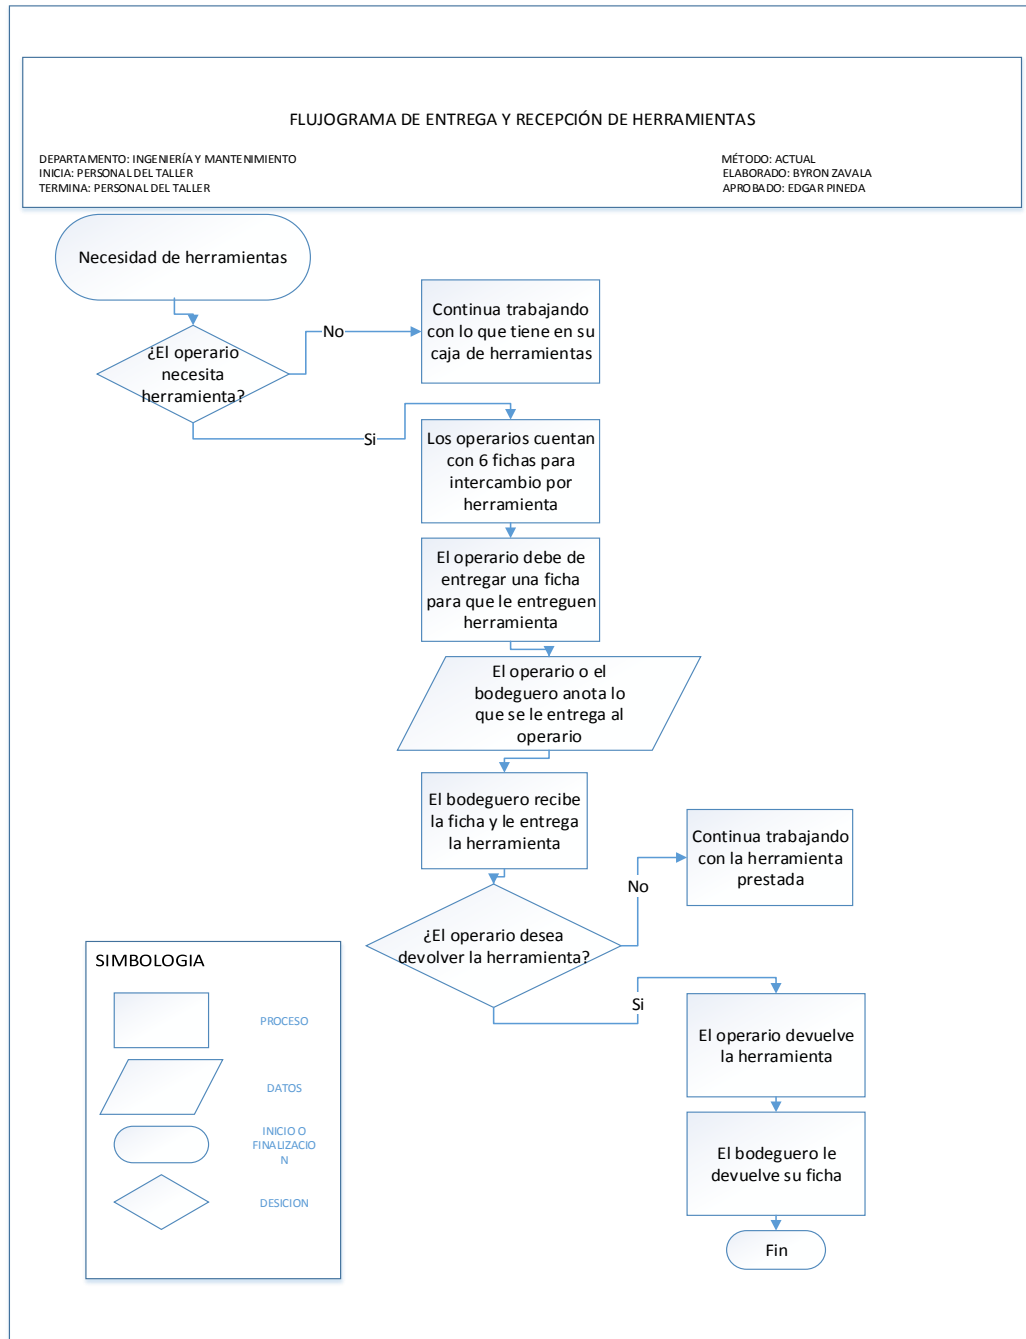 FLUJOGRAMA DE ENTREGA Y RECEPCIÓN DE HERRAMIENTAS
DEPARTAMENTO: INGENIERÍA Y MANTENIMIENTO
INICIA: PERSONAL DEL TALLER
TERMINA: PERSONAL DEL TALLER
MÉTODO: ACTUAL
ELABORADO: BYRON ZAVALA
APROBADO: EDGAR PINEDA
Necesidad de herramientas
¿El operario
necesita
herramienta?
No
Continua trabajando
con lo que tiene en su
caja de herramientas
Si
Los operarios cuentan
con 6 fichas para
intercambio por
herramienta
El operario debe de
entregar una ficha
para que le entreguen
herramienta
El operario o el
bodeguero anota lo
que se le entrega al
operario
El bodeguero recibe
la ficha y le entrega
la herramienta
¿El operario desea
devolver la herramienta?
No
Continua trabajando
con la herramienta
prestada
Si
El operario devuelve
la herramienta
El bodeguero le
devuelve su ficha
Fin
SIMBOLOGIA
PROCESO
DATOS
INICIO O
FINALIZACIO
N
DESICION